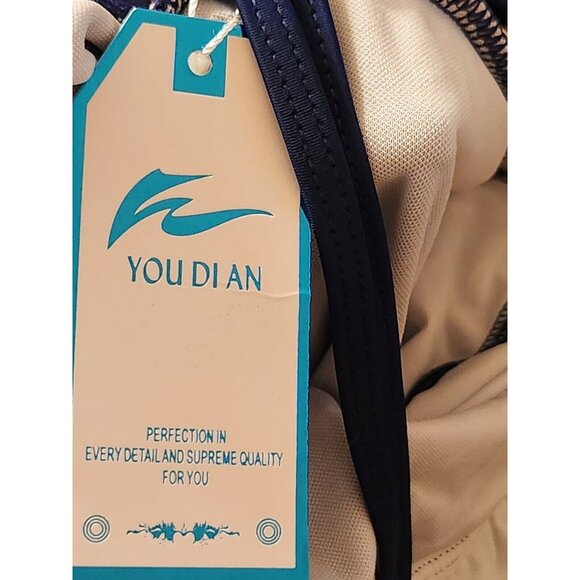 YOU DI AN
PERFECTION IN
EVERY DETAIL AND SUPREME QUALITY
FOR YOU